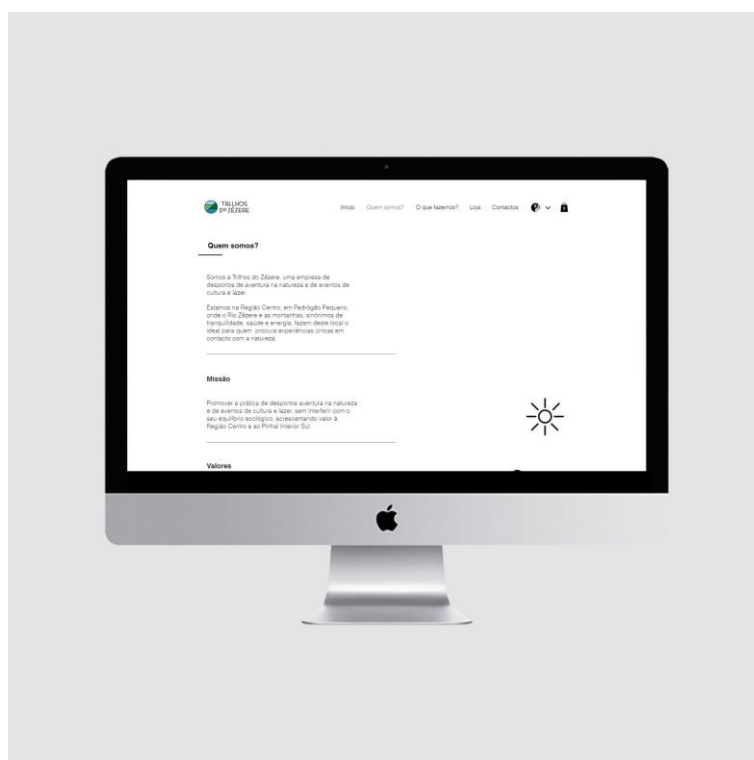 TRILHOS
DO ZÊZERE
Início Quem somos? O que fazemos? Loja Contactos
Quem somos?
Somos a Trilhos do Zêzere, uma empresa de
desportos de aventura na natureza e de eventos de
cultura e lazer.
Estamos na Região Centro, em Pedrógão Pequeno,
onde o Rio Zêzere e as montanhas, sinónimos de
tranquilidade, saúde e energia, fazem deste local o
ideal para quem procura experiências únicas em
contacto com a natureza.
Missão
Promover a prática de desportos aventura na natureza
e de eventos de cultura e lazer, sem interferir com o
seu equilíbrio ecológico, acrescentando valor à
Região Centro e ao Pinhal Interior Sul.
Valores